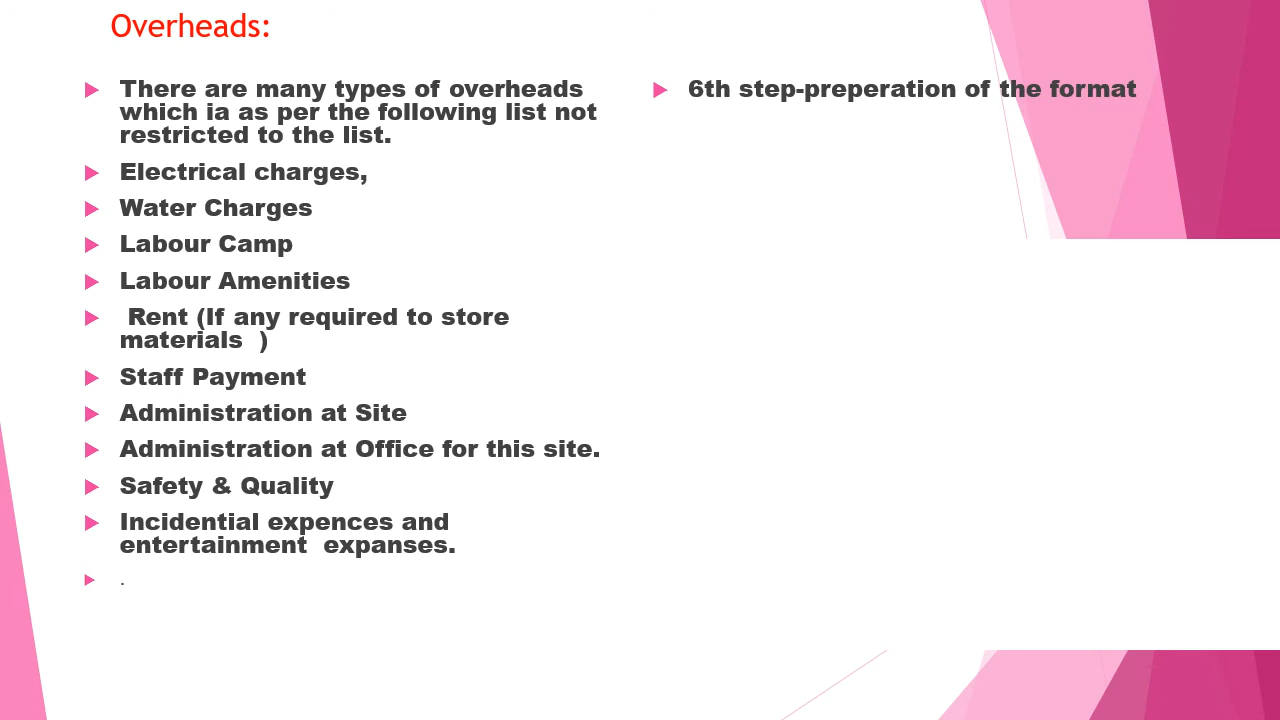 Overheads:
There are many types of overheads
which ia as per the following list not
restricted to the list.
Electrical charges,
Water Charges
Labour Camp
Labour Amenities
Rent (If any required to store
materials  )
Staff Payment
Administration at Site
Administration at Office for this site.
Safety & Quality
Incidential expences and
entertainment  expanses.
.
6th step-preperation of the format